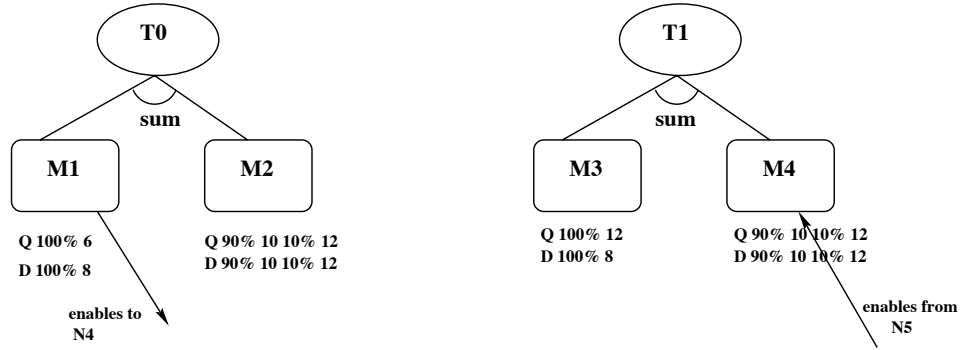 T0
T1
sum
sum
M1
M2
M3
M4
Q 100% 6
D 100% 8
Q 90% 10 10% 12
D 90% 10 10% 12
Q 100% 12
D 100% 8
Q 90% 10 10% 12
D 90% 10 10% 12
enables to
N4
enables from
N5